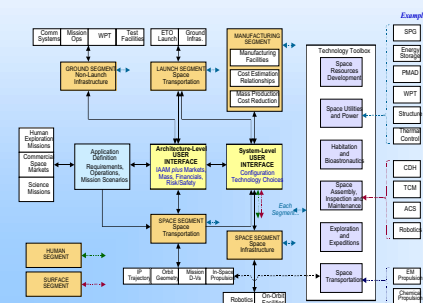 Exampl
Comm Systems
Mission Ops
WPT
Test Facilities
ETO Launch
Ground Infras.
MANUFACTURING
SEGMENT
Manufacturing
Facilities
Cost Estimation
Relationships
Mass Production
Cost Reduction
GROUND SEGMENT
Non-Launch
Infrastructure
LAUNCH SEGMENT
Space
Transportation
Technology Toolbox
Space
Resources
Development
Space Utilities
and Power
Habitation
and
Bioastronautics
Space
Assembly,
Inspection and
Maintenance
Exploration
and
Expeditions
Space
Transportation
SPG
Energy
Storage
PMAD
WPT
Structure
Thermal
Control
CDH
TCM
ACS
Robotics
EM
Propulsion
Chemical
Propulsion
Human
Exploration
Missions
Commercial
Space
Markets
Science
Missions
Application
Definition
Requirements,
Operations,
Mission Scenarios
Architecture-Level
USER
INTERFACE
IAAM plus Markets,
Mass, Financials,
Risk/Safety
System-Level
USER
INTERFACE
Configuration
Technology Choices
Each
Segment...
SPACE SEGMENT
Space
Transportation
SPACE SEGMENT
Space
Infrastructure
HUMAN
SEGMENT
SURFACE
SEGMENT
IP
Trajectory
Orbit
Geometry
Mission
D-Vs
In-Space
Propulsion
Robotics
On-Orbit
Facilities